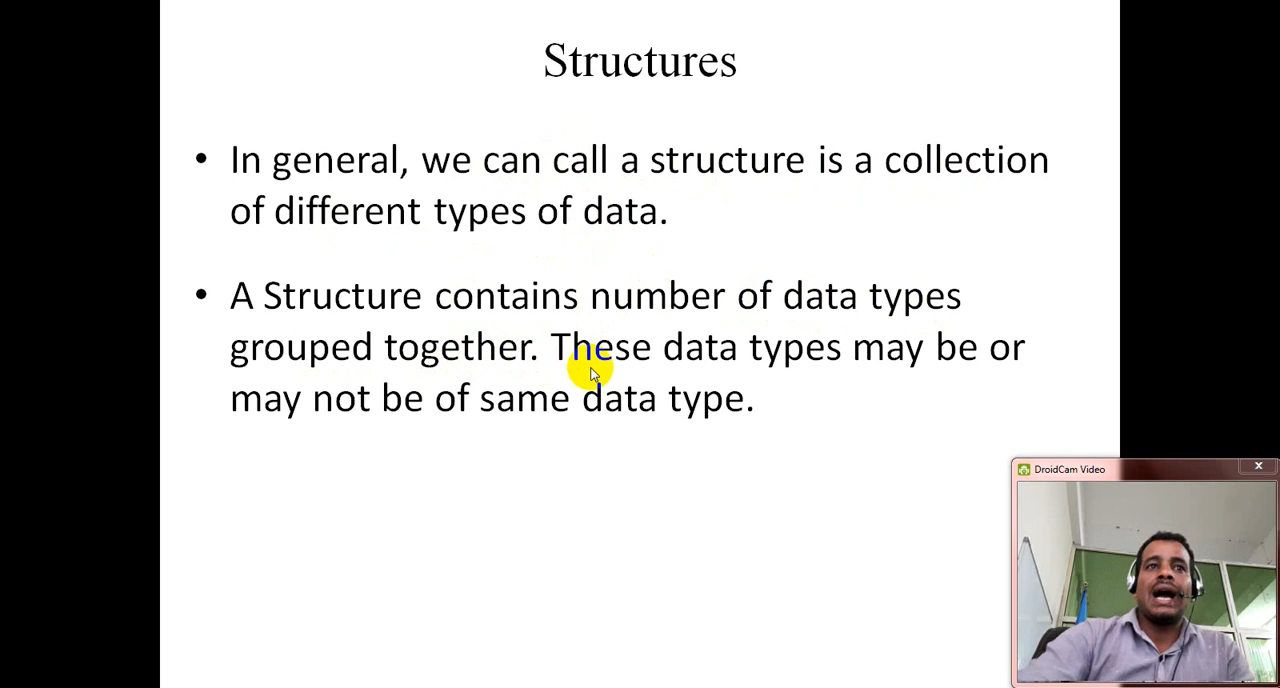 Structures
• In general, we can call a structure is a collection
of different types of data.
• A Structure contains number of data types
grouped together. These data types may be or
may not be of same data type.
DroidCam Video
x